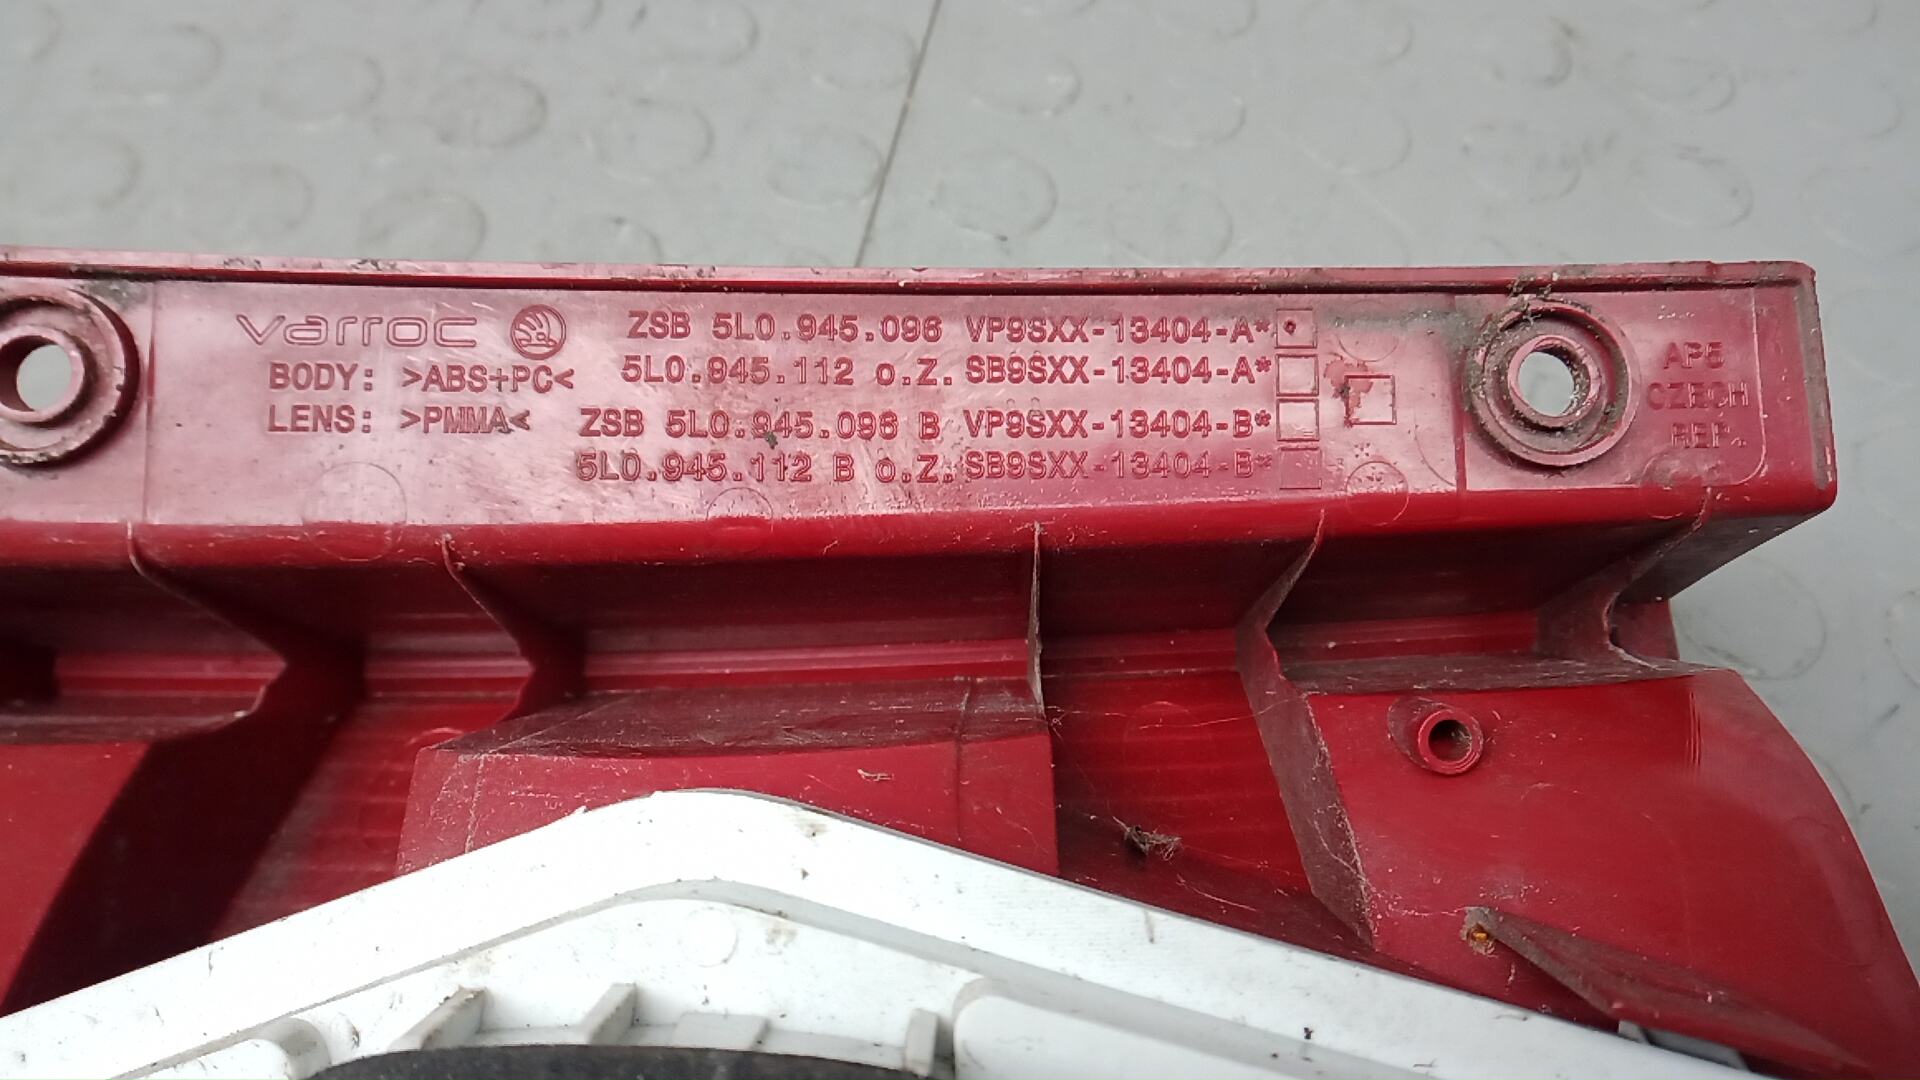 varroc ZSB 5L0.945.096 VP9SXX-13404-A*
BODY: >ABS+PC< 5L0.945.112 o.Z. SB9SXX-13404-A*
LENS: >PMMA< ZSB 5L0.945.096 B VP9SXX-13404-B*
5L0.945.112 B o.Z. SB9SXX-13404-B*
AP5
CZECH
REP.